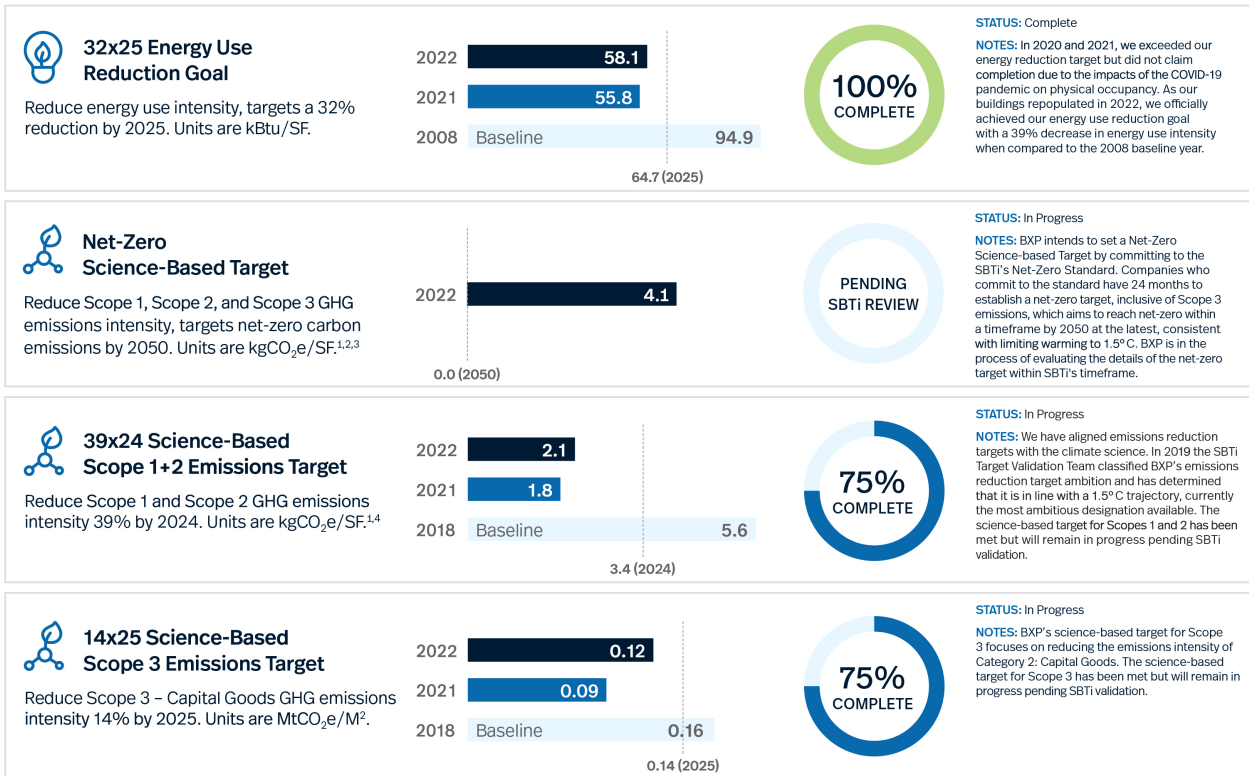 32x25 Energy Use
Reduction Goal
Reduce energy use intensity, targets a 32%
reduction by 2025. Units are kBtu/SF.
2022
58.1
2021
55.8
2008
Baseline
94.9
64.7 (2025)
100%
COMPLETE
STATUS: Complete
NOTES: In 2020 and 2021, we exceeded our
energy reduction target but did not claim
completion due to the impacts of the COVID-19
pandemic on physical occupancy. As our
buildings repopulated in 2022, we officially
achieved our energy use reduction goal
with a 39% decrease in energy use intensity
when compared to the 2008 baseline year.
Net-Zero
Science-Based Target
Reduce Scope 1, Scope 2, and Scope 3 GHG
emissions intensity, targets net-zero carbon
emissions by 2050. Units are kgCO₂e/SF.¹,²,³
2022
4.1
0.0 (2050)
PENDING
SBTi REVIEW
STATUS: In Progress
NOTES: BXP intends to set a Net-Zero
Science-based Target by committing to the
SBTi's Net-Zero Standard. Companies who
commit to the standard have 24 months to
establish a net-zero target, inclusive of Scope 3
emissions, which aims to reach net-zero within
a timeframe by 2050 at the latest, consistent
with limiting warming to 1.5° C. BXP is in the
process of evaluating the details of the net-zero
target within SBTi's timeframe.
39x24 Science-Based
Scope 1+2 Emissions Target
Reduce Scope 1 and Scope 2 GHG emissions
intensity 39% by 2024. Units are kgCO₂e/SF.¹,⁴
2022
2.1
2021
1.8
2018
Baseline
5.6
3.4 (2024)
75%
COMPLETE
STATUS: In Progress
NOTES: We have aligned emissions reduction
targets with the climate science. In 2019 the SBTi
Target Validation Team classified BXP's emissions
reduction target ambition and has determined
that it is in line with a 1.5° C trajectory, currently
the most ambitious designation available. The
science-based target for Scopes 1 and 2 has been
met but will remain in progress pending SBTi
validation.
14x25 Science-Based
Scope 3 Emissions Target
Reduce Scope 3 – Capital Goods GHG emissions
intensity 14% by 2025. Units are MtCO₂e/M².
2022
0.12
2021
0.09
2018
Baseline
0.16
0.14 (2025)
75%
COMPLETE
STATUS: In Progress
NOTES: BXP's science-based target for Scope
3 focuses on reducing the emissions intensity of
Category 2: Capital Goods. The science-based
target for Scope 3 has been met but will remain in
progress pending SBTi validation.